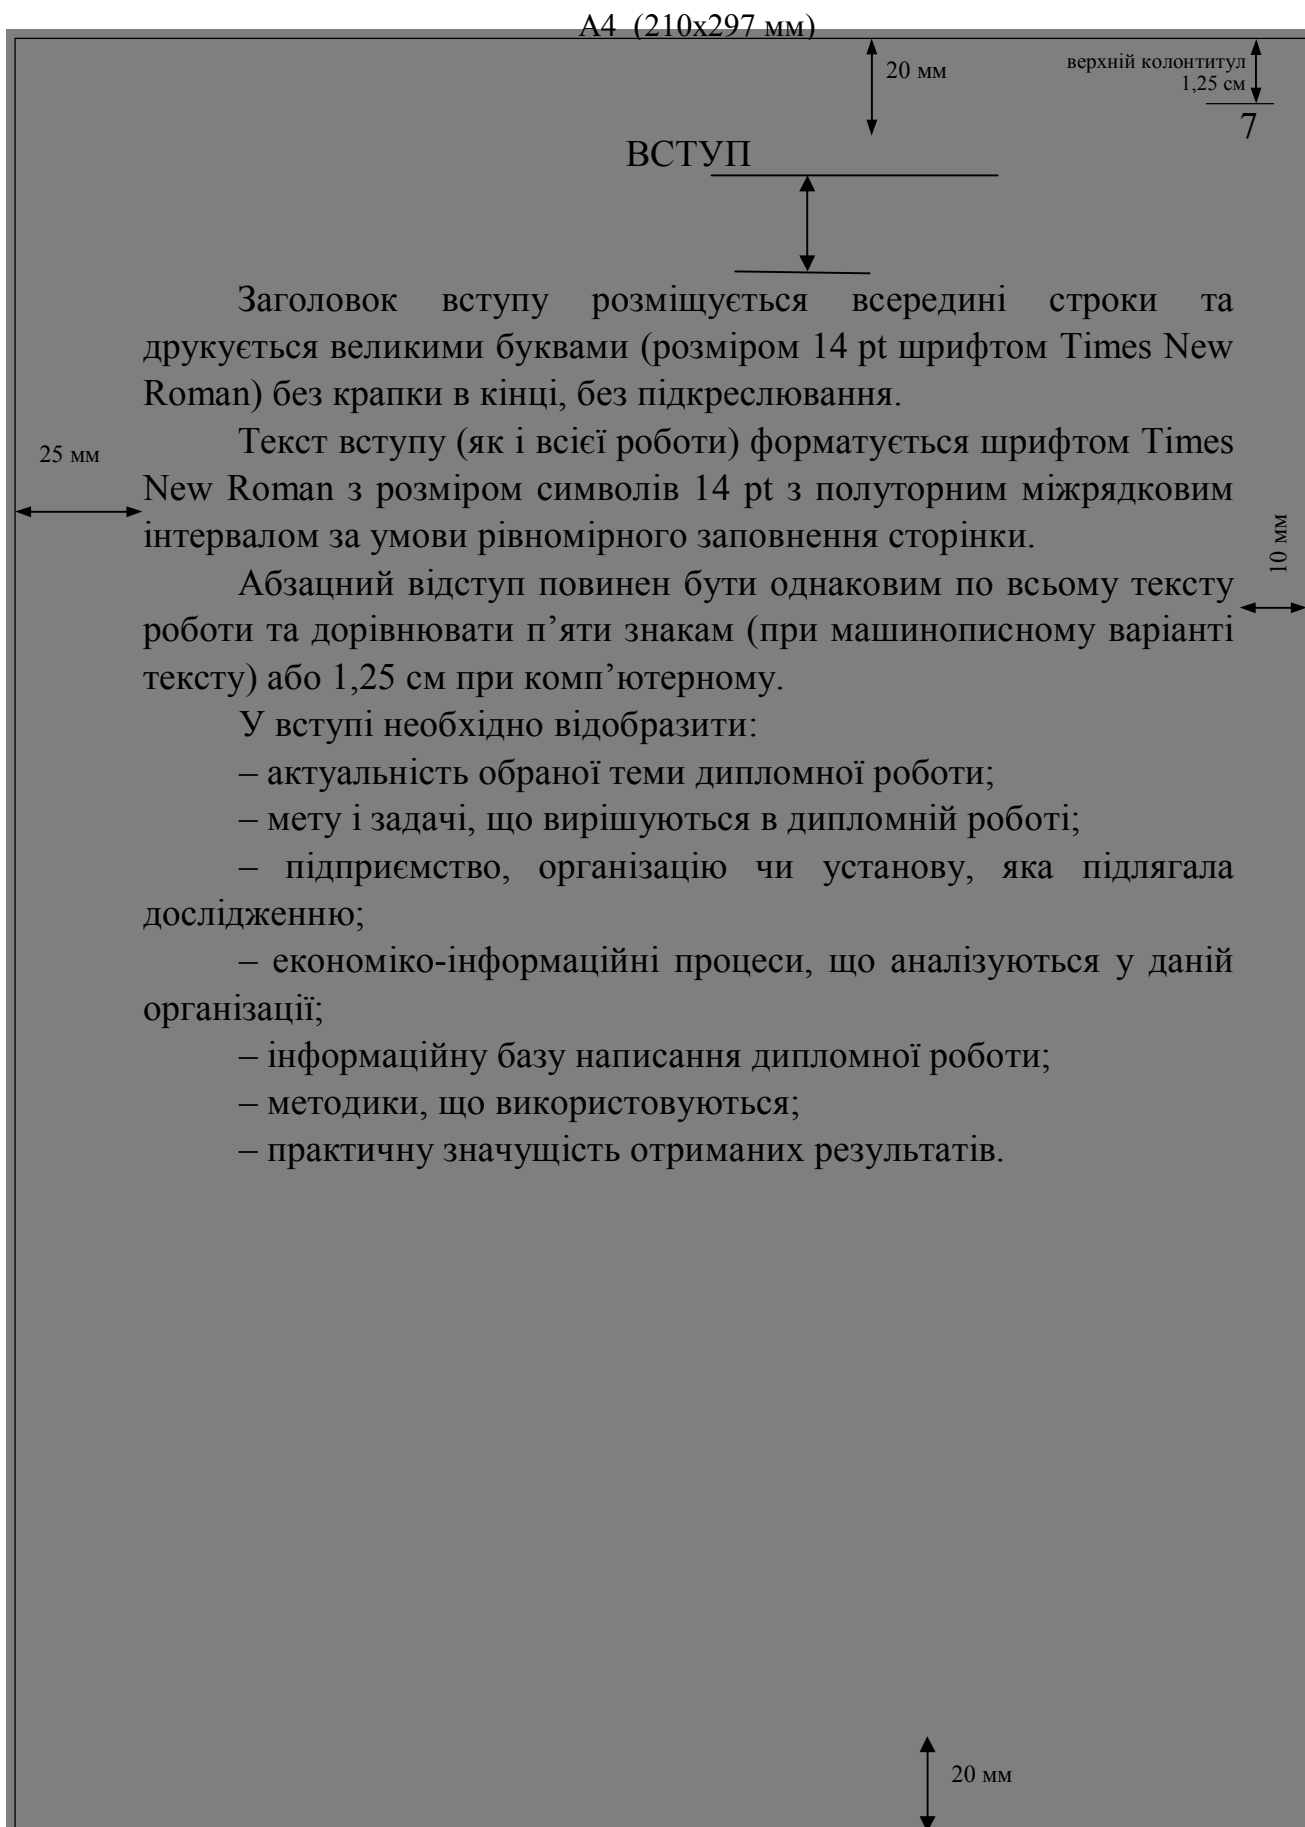 А4 (210х297 мм)
20 мм
верхній колонтитул
1,25 см
7
ВСТУП
Заголовок вступу розміщується всередині строки та
друкується великими буквами (розміром 14 pt шрифтом Times New
Roman) без крапки в кінці, без підкреслювання.
25 мм
Текст вступу (як і всієї роботи) форматується шрифтом Times
New Roman з розміром символів 14 pt з полуторним міжрядковим
інтервалом за умови рівномірного заповнення сторінки.
10 мм
Абзацний відступ повинен бути однаковим по всьому тексту
роботи та дорівнювати п’яти знакам (при машинописному варіанті
тексту) або 1,25 см при комп’ютерному.
У вступі необхідно відобразити:
– актуальність обраної теми дипломної роботи;
– мету і задачі, що вирішуються в дипломній роботі;
– підприємство, організацію чи установу, яка підлягала
дослідженню;
– економіко-інформаційні процеси, що аналізуються у даній
організації;
– інформаційну базу написання дипломної роботи;
– методики, що використовуються;
– практичну значущість отриманих результатів.
20 мм